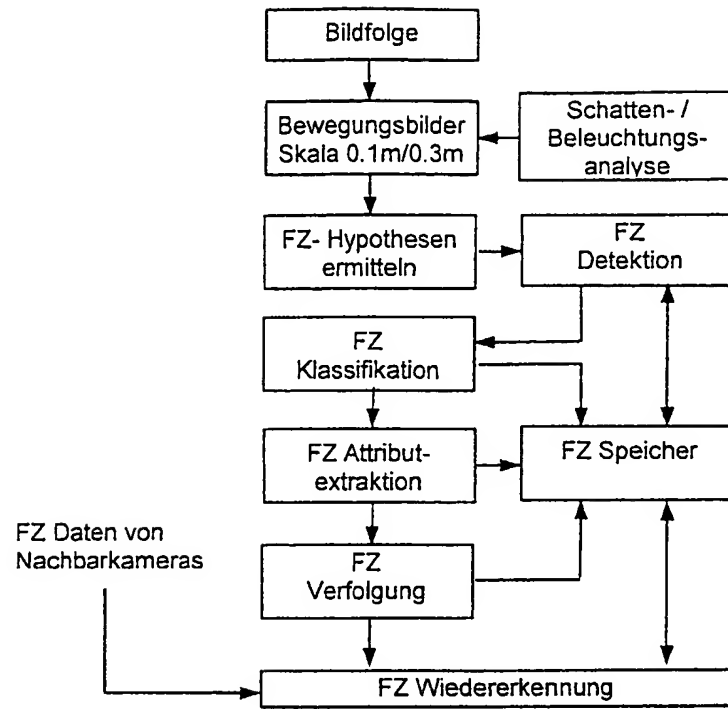 Bildfolge
Bewegungsbilder
Skala 0.1m/0.3m
Schatten- /
Beleuchtungs-
analyse
FZ- Hypothesen
ermitteln
FZ
Detektion
FZ
Klassifikation
FZ Attribut-
extraktion
FZ Speicher
FZ Daten von
Nachbarkameras
FZ
Verfolgung
FZ Wiedererkennung